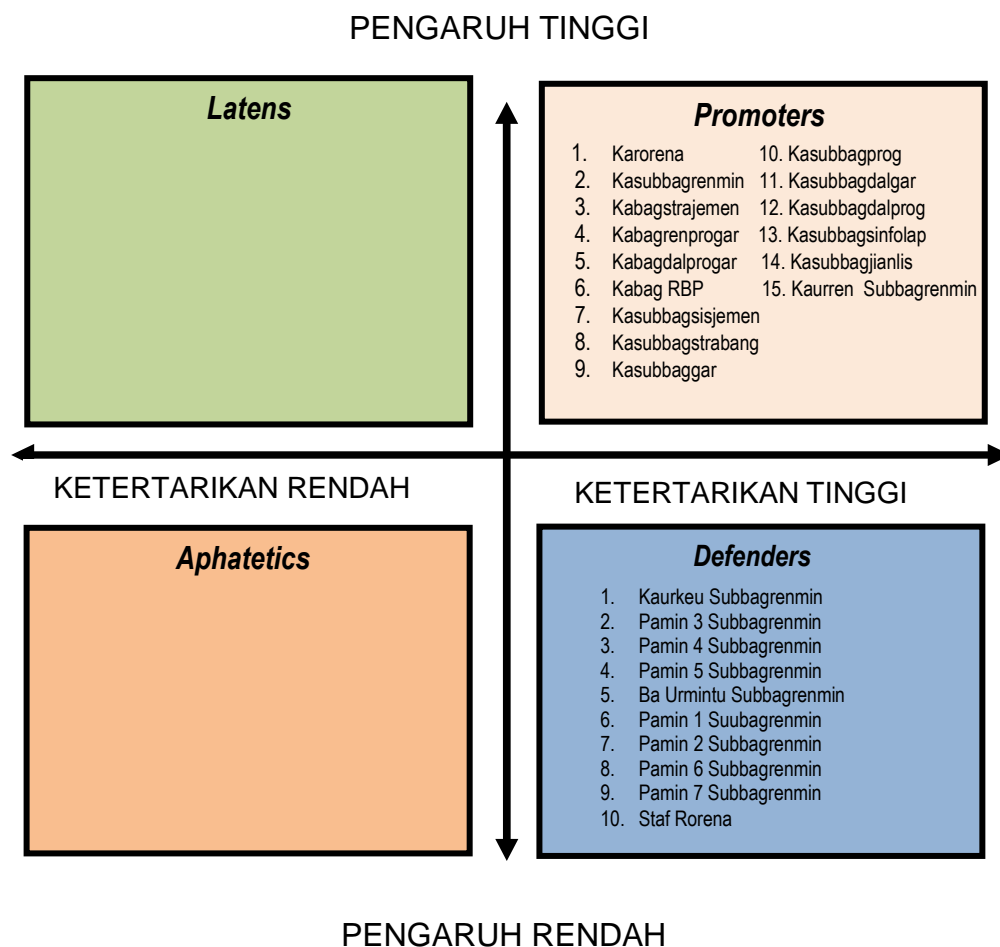 PENGARUH TINGGI
Latens
Promoters
1. Karorena
2. Kasubbagrenmin
3. Kabagstrajemen
4. Kabagrenprogar
5. Kabagdalprogar
6. Kabag RBP
7. Kasubbagsisjemen
8. Kasubbagstrabang
9. Kasubbaggar
10. Kasubbagprog
11. Kasubbagdalgar
12. Kasubbagdalprog
13. Kasubbagsinfolap
14. Kasubbagjianlis
15. Kaurren Subbagrenmin
KETERTARIKAN RENDAH
KETERTARIKAN TINGGI
Aphatetics
Defenders
1. Kaurkeu Subbagrenmin
2. Pamin 3 Subbagrenmin
3. Pamin 4 Subbagrenmin
4. Pamin 5 Subbagrenmin
5. Ba Urmintu Subbagrenmin
6. Pamin 1 Suubagrenmin
7. Pamin 2 Subbagrenmin
8. Pamin 6 Subbagrenmin
9. Pamin 7 Subbagrenmin
10. Staf Rorena
PENGARUH RENDAH